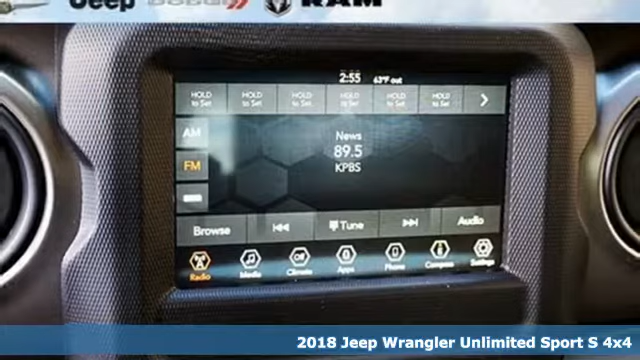 Jeep DODGE RAM
2:55 63°F out
HOLD to Set HOLD to Set HOLD to Set HOLD to Set HOLD to Set HOLD to Set
AM
News
89.5
FM
KPBS
Browse Tune Audio
Radio Media Climate Apps Phone Compass Settings
2018 Jeep Wrangler Unlimited Sport S 4x4